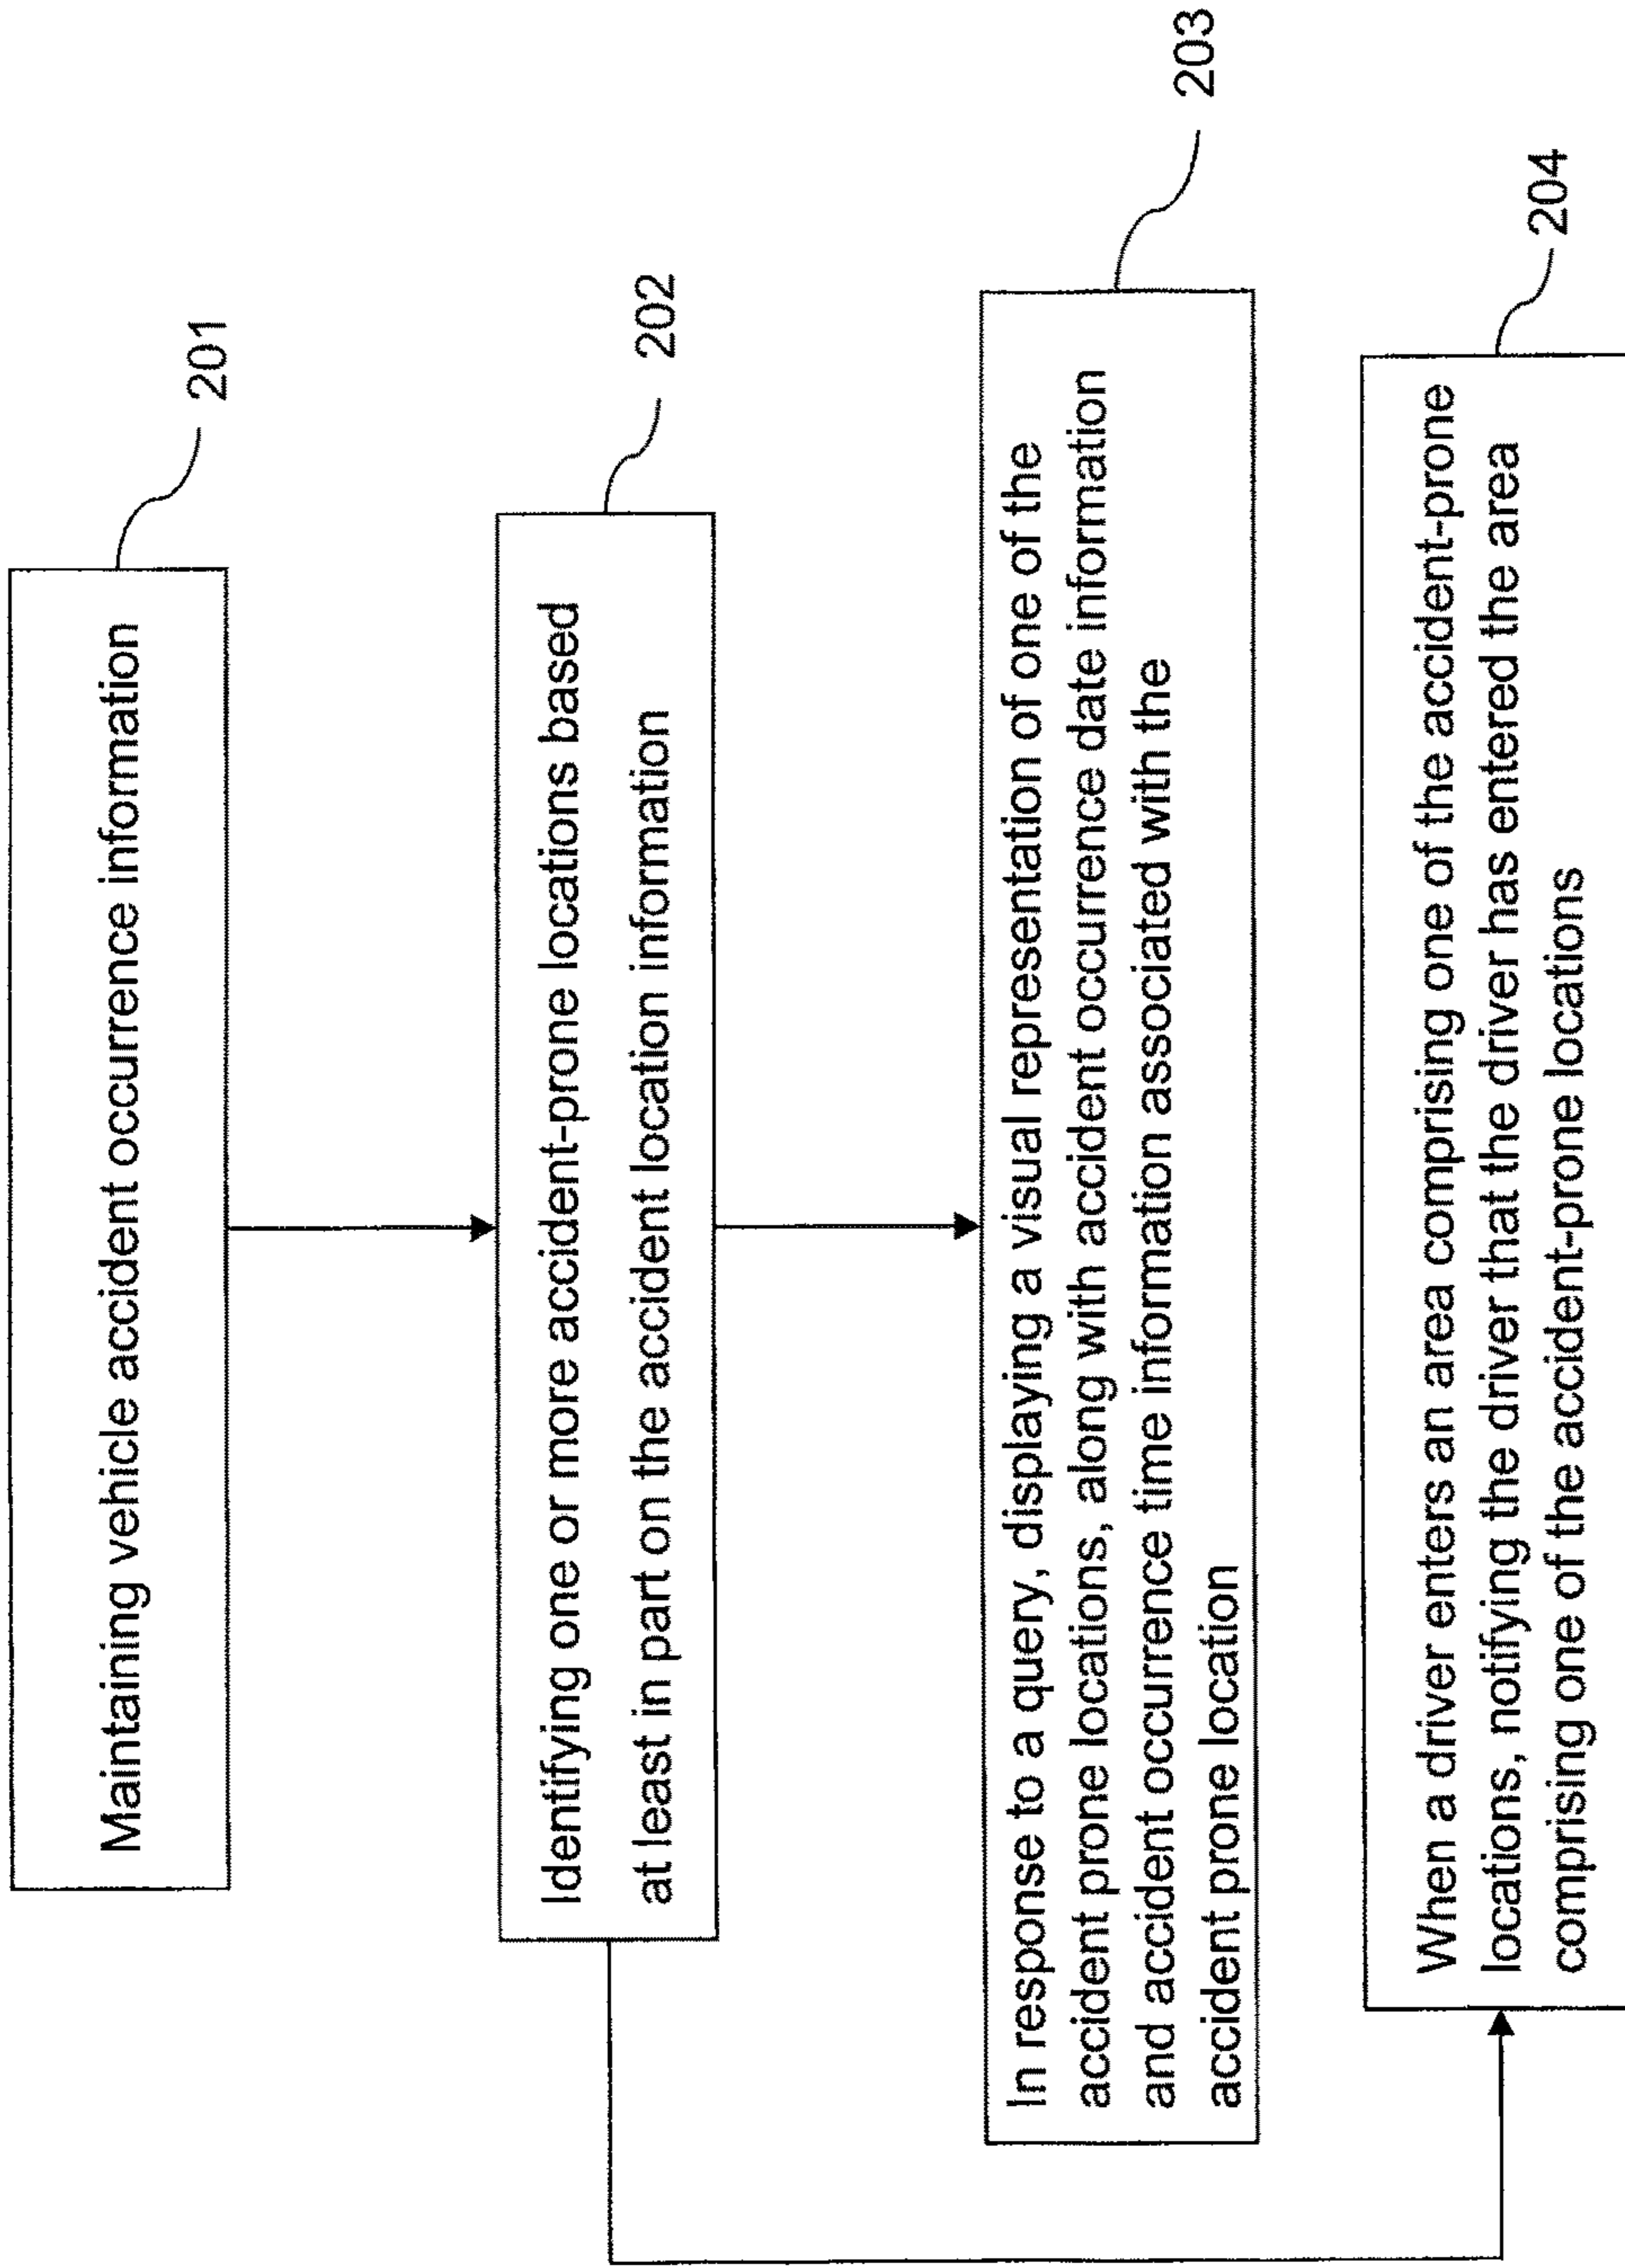 Maintaining vehicle accident occurrence information
201
Identifying one or more accident-prone locations based
at least in part on the accident location information
202
In response to a query, displaying a visual representation of one of the
accident prone locations, along with accident occurrence date information
and accident occurrence time information associated with the
accident prone location
203
When a driver enters an area comprising one of the accident-prone
locations, notifying the driver that the driver has entered the area
comprising one of the accident-prone locations
204